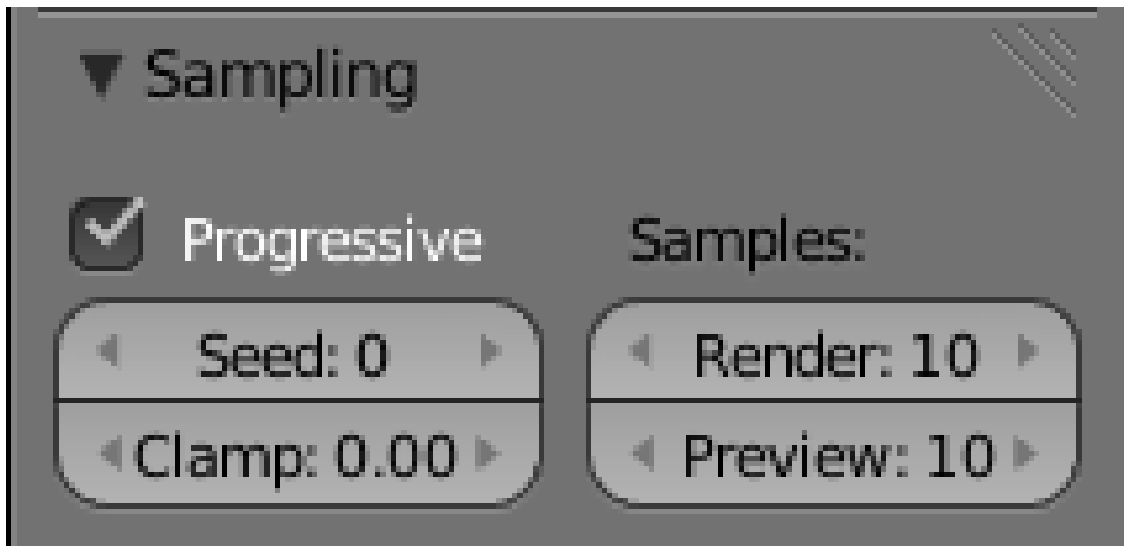 Sampling
Progressive
Samples:
Seed: 0
Render: 10
Clamp: 0.00
Preview: 10